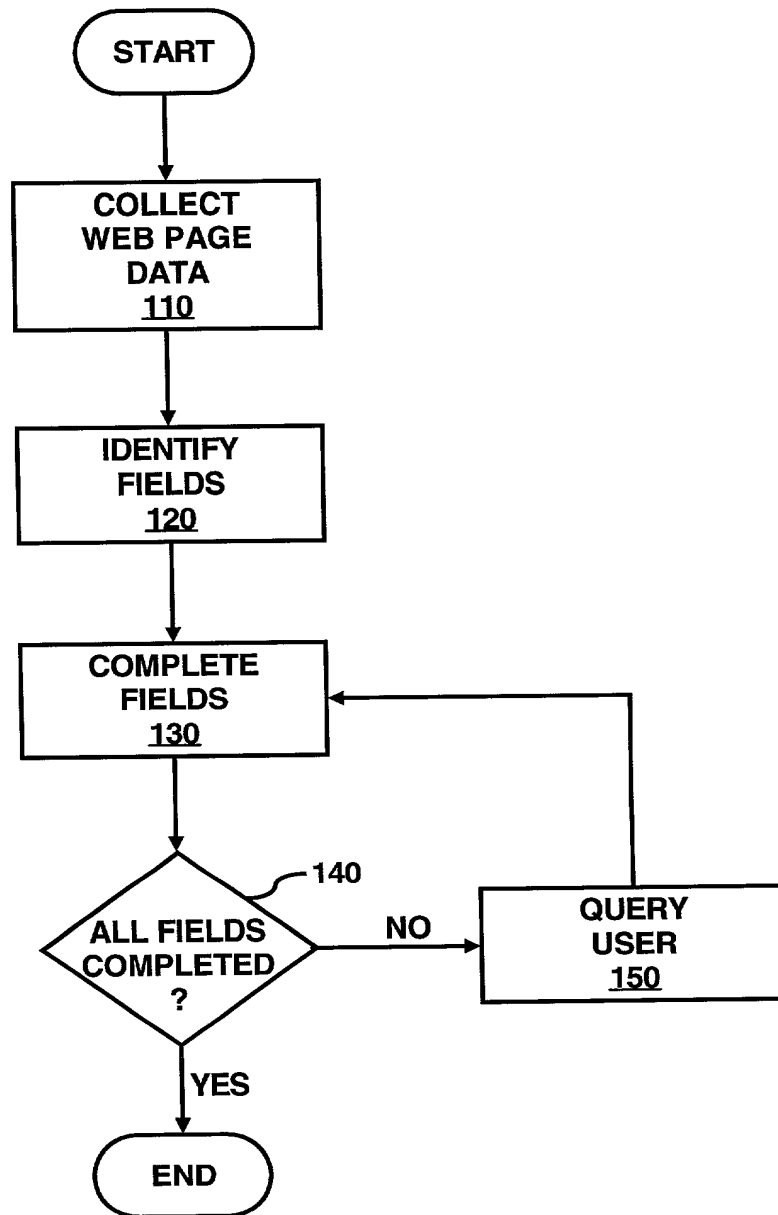 START
COLLECT
WEB PAGE
DATA
110
IDENTIFY
FIELDS
120
COMPLETE
FIELDS
130
140
ALL FIELDS
COMPLETED
?
NO
QUERY
USER
150
YES
END